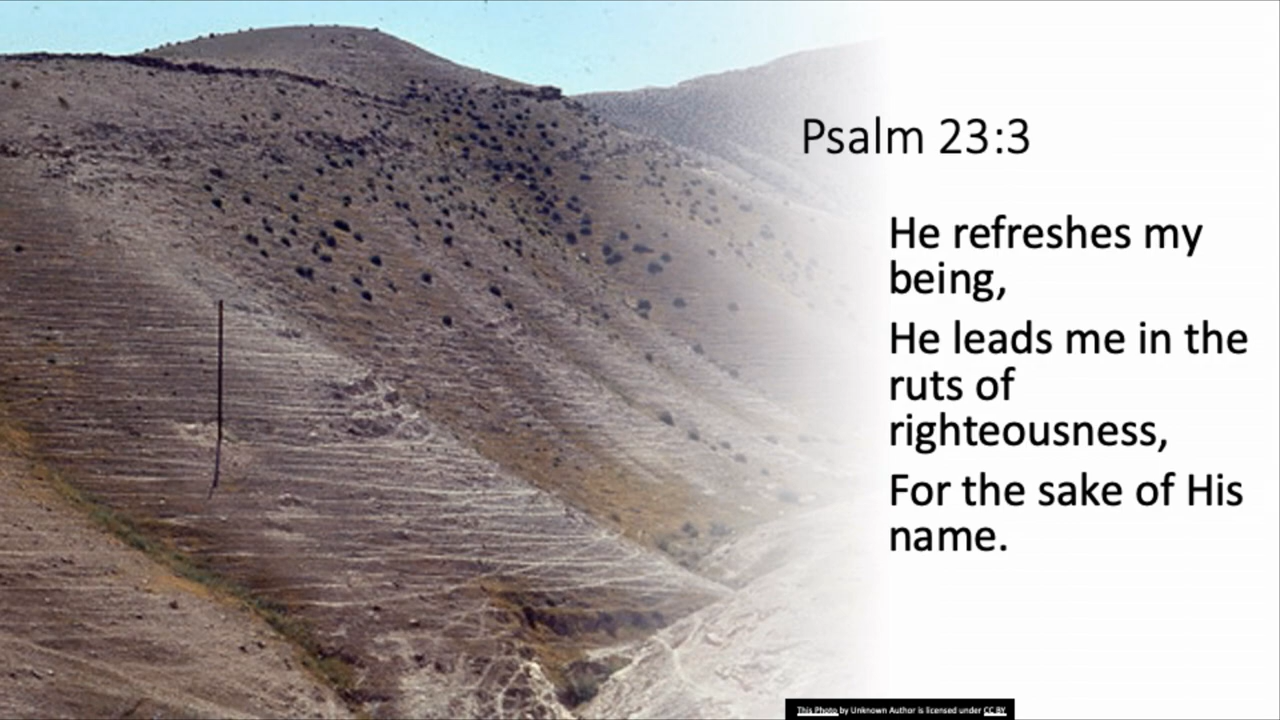 Psalm 23:3
He refreshes my
being,
He leads me in the
ruts of
righteousness,
For the sake of His
name.
This Photo by Unknown Author is licensed under CC BY